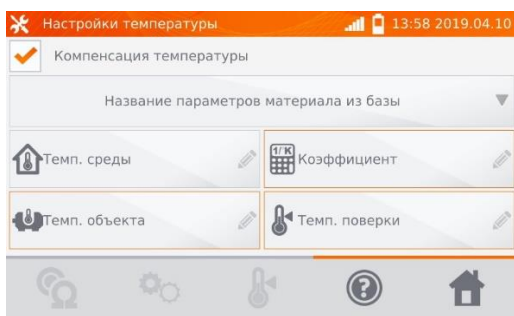 Настройки температуры 13:58 2019.04.10
Компенсация температуры
Название параметров материала из базы
Темп. среды
1/K Коэффициент
Темп. объекта
Темп. поверки
Ω
?